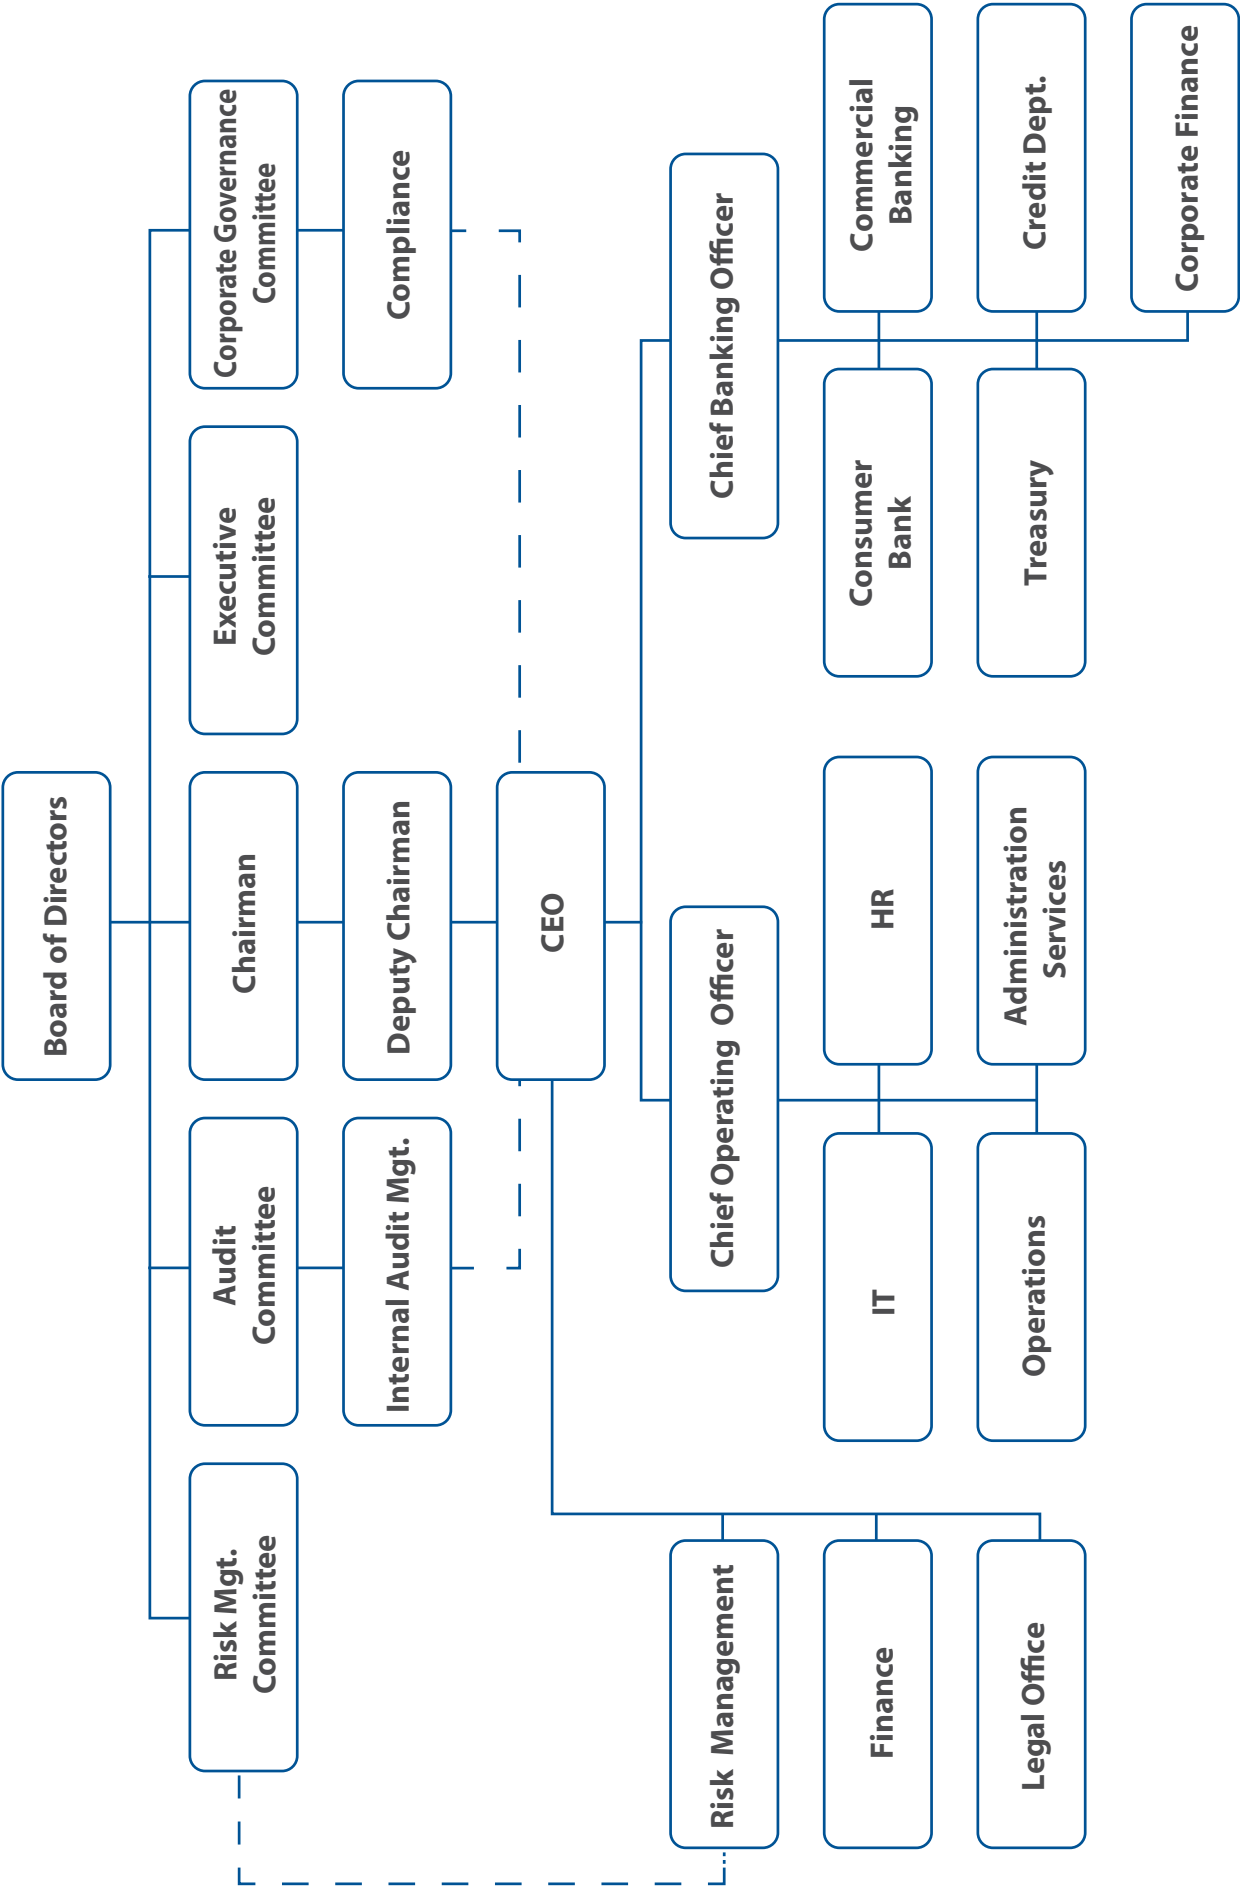 Board of Directors
Risk Mgt.
Committee
Audit
Committee
Chairman
Executive
Committee
Corporate Governance
Committee
Internal Audit Mgt.
Deputy Chairman
Compliance
CEO
Risk Management
Chief Operating Officer
Chief Banking Officer
Finance
IT
HR
Consumer
Bank
Commercial
Banking
Legal Office
Operations
Administration
Services
Treasury
Credit Dept.
Corporate Finance